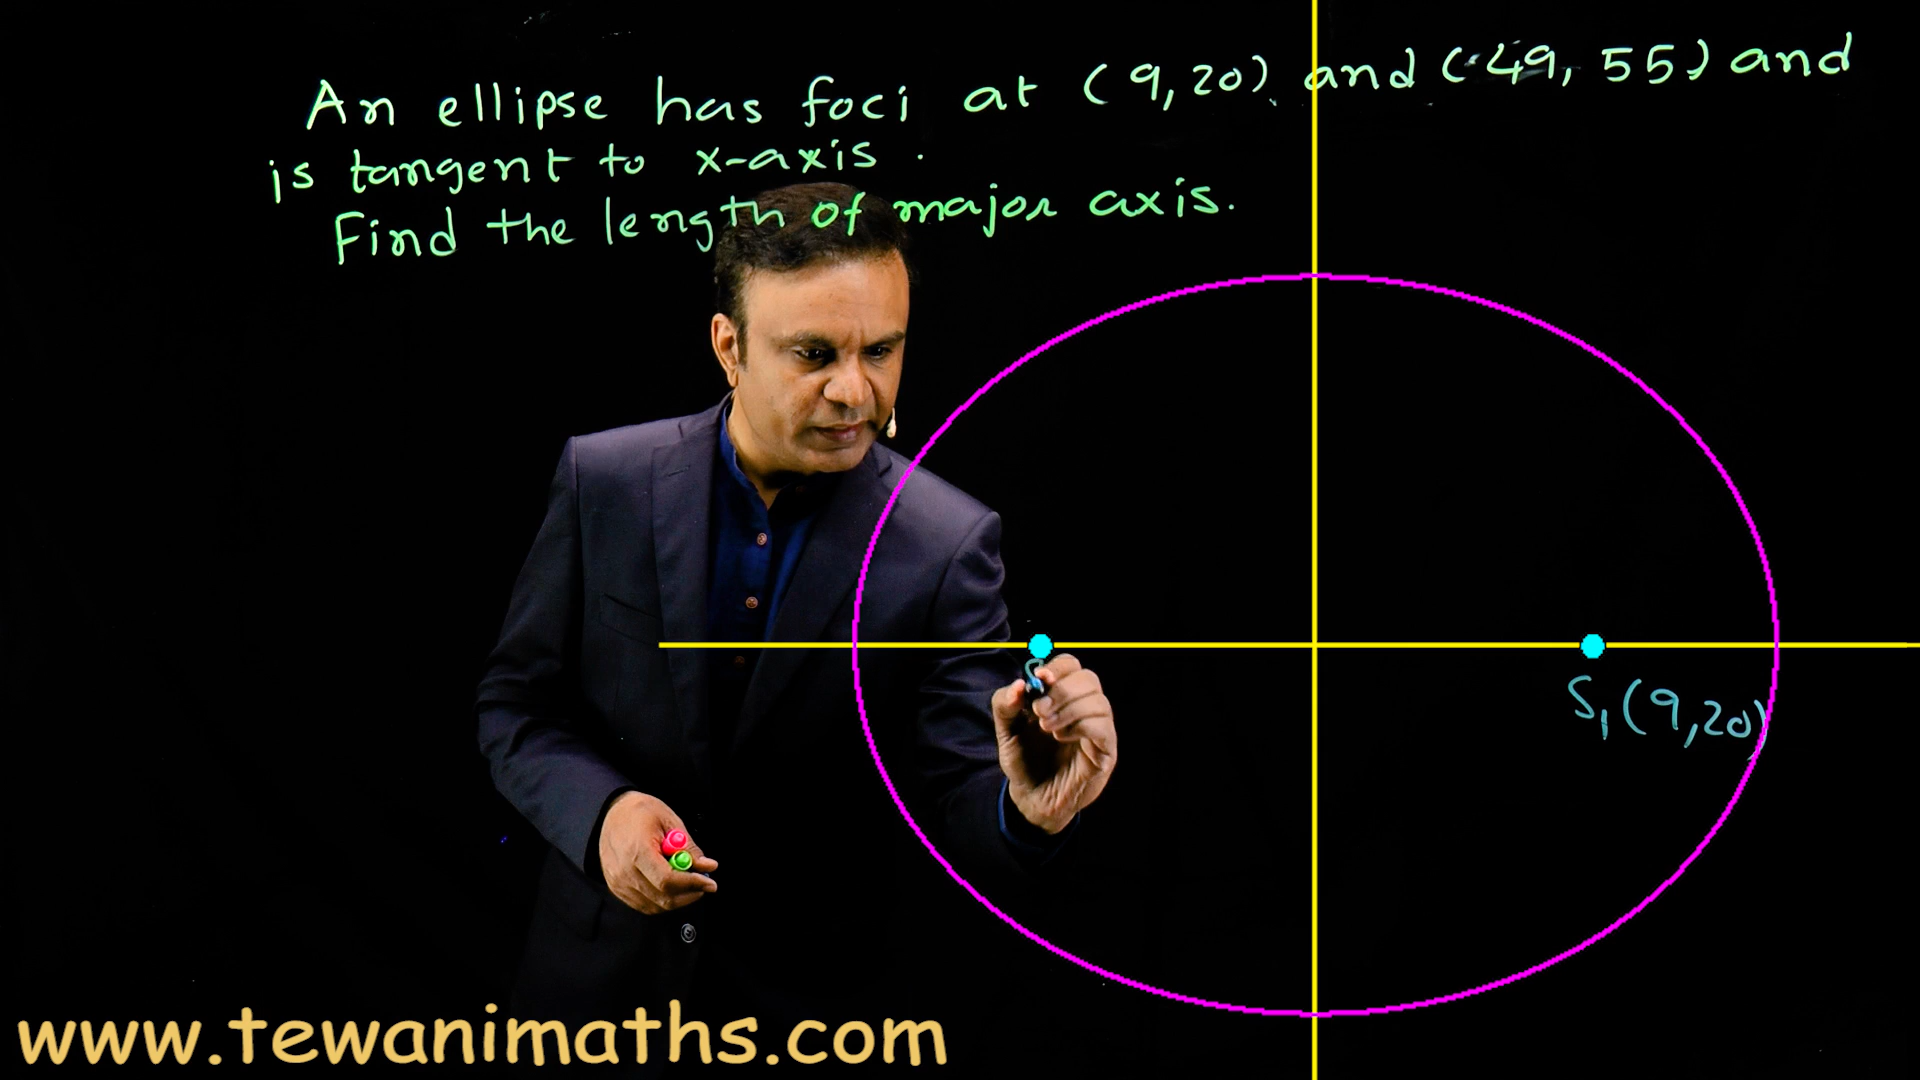 An ellipse has foci at (9,20) and (49, 55) and
is tangent to x-axis.
Find the length of major axis.
S₁(9,20)
www.tewanimaths.com